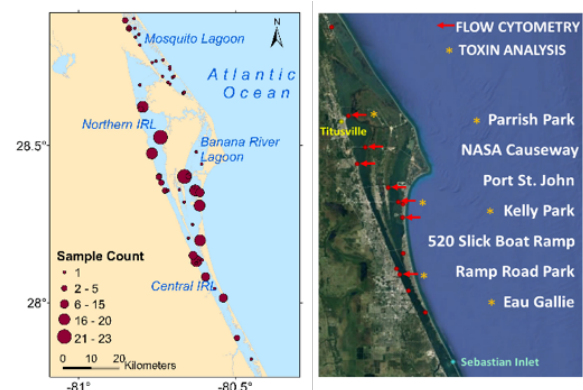 Mosquito Lagoon
N
Atlantic
Ocean
28.5
Northern IRL
Banana River
Lagoon
Sample Count
1
2 - 5
6 - 15
16 - 20
21 - 23
Central IRL
28
0 10 20
Kilometers
-81
-80.5
FLOW CYTOMETRY
* TOXIN ANALYSIS
Titusville
* Parrish Park
NASA Causeway
Port St. John
* Kelly Park
520 Slick Boat Ramp
Ramp Road Park
* Eau Gallie
Sebastian Inlet